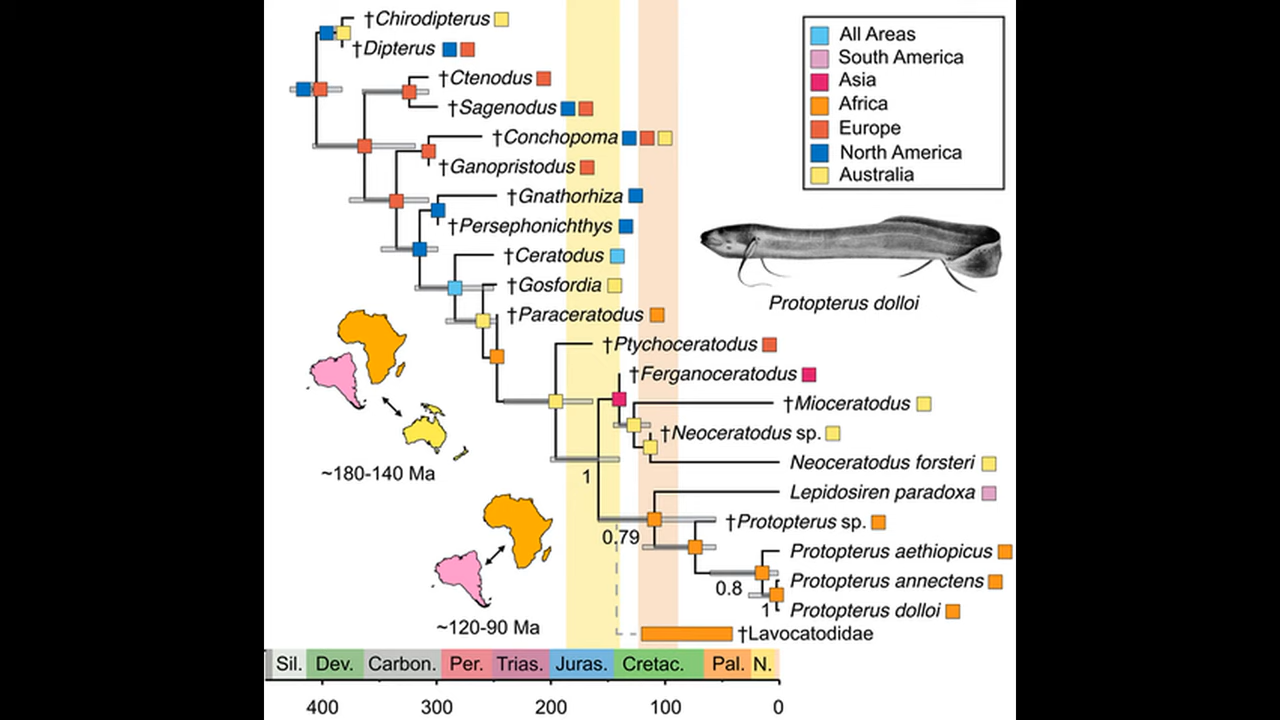 †Chirodipterus
†Dipterus
†Ctenodus
†Sagenodus
†Conchopoma
†Ganopristodus
†Gnathorhiza
†Persephonichthys
†Ceratodus
†Gosfordia
†Paraceratodus
†Ptychoceratodus
†Ferganoceratodus
†Mioceratodus
†Neoceratodus sp.
Neoceratodus forsteri
Lepidosiren paradoxa
†Protopterus sp.
Protopterus aethiopicus
Protopterus annectens
Protopterus dolloi
†Lavocatodidae
All Areas
South America
Asia
Africa
Europe
North America
Australia
Protopterus dolloi
~180-140 Ma
~120-90 Ma
1
0.79
0.8
1
Sil. Dev. Carbon. Per. Trias. Juras. Cretac. Pal. N.
400 300 200 100 0